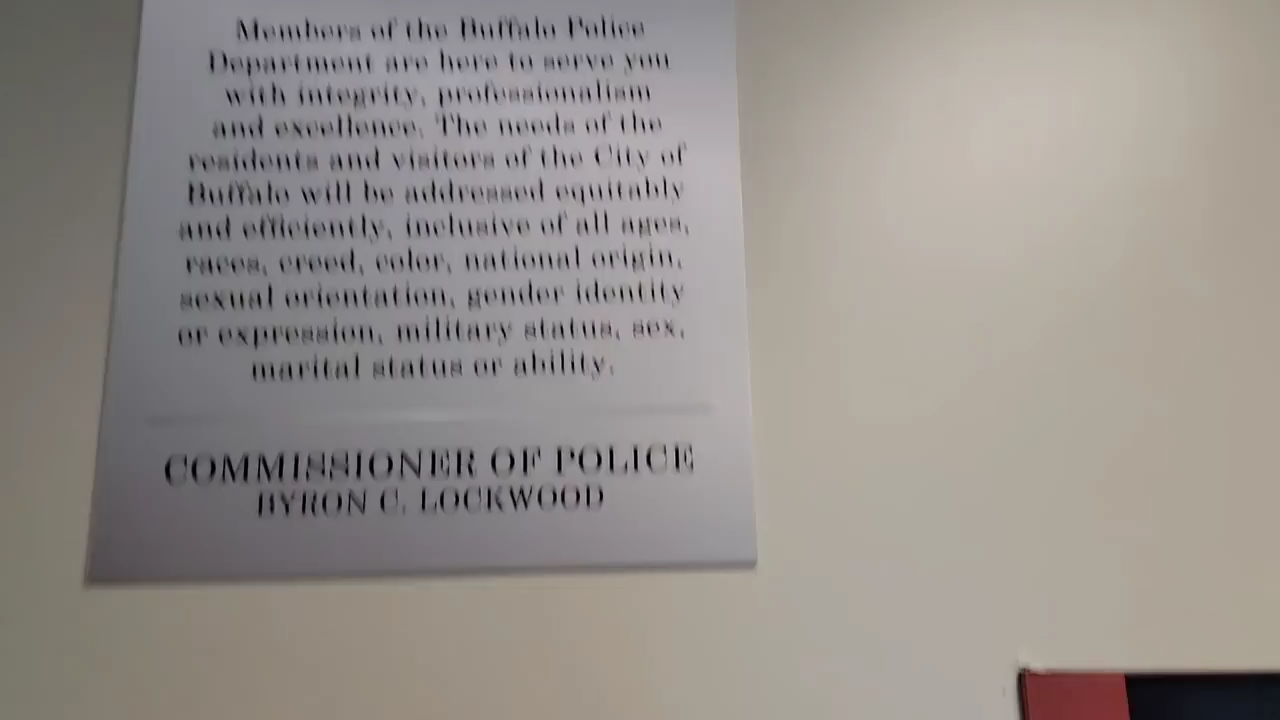 Members of the Buffalo Police
Department are here to serve you
with integrity, professionalism
and excellence. The needs of the
residents and visitors of the City of
Buffalo will be addressed equitably
and efficiently, inclusive of all ages,
races, creed, color, national origin,
sexual orientation, gender identity
or expression, military status, sex,
marital status or ability.
COMMISSIONER OF POLICE
BYRON C. LOCKWOOD